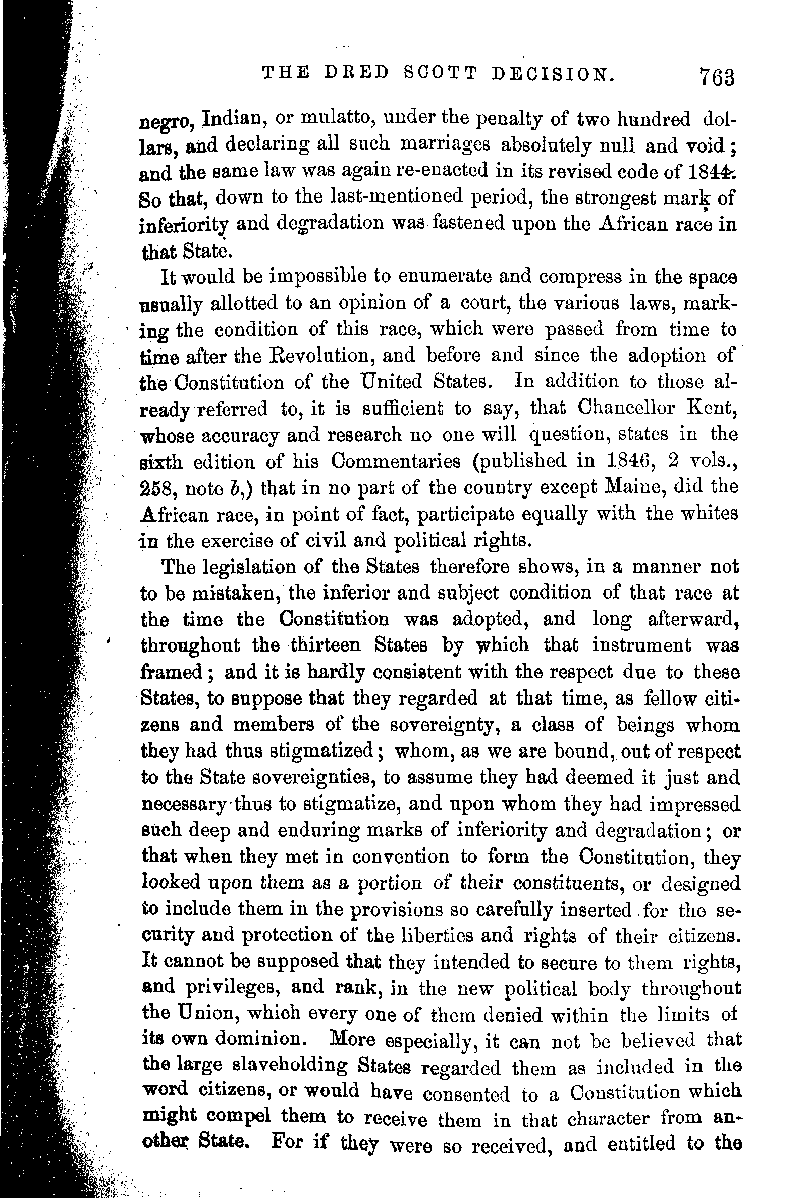 THE DRED SCOTT DECISION. 763
negro, Indian, or mulatto, under the penalty of two hundred dol-
lars, and declaring all such marriages absolutely null and void;
and the same law was again re-enacted in its revised code of 1844.
So that, down to the last-mentioned period, the strongest mark of
inferiority and degradation was fastened upon the African race in
that State.
It would be impossible to enumerate and compress in the space
usually allotted to an opinion of a court, the various laws, mark-
ing the condition of this race, which were passed from time to
time after the Revolution, and before and since the adoption of
the Constitution of the United States. In addition to those al-
ready referred to, it is sufficient to say, that Chancellor Kent,
whose accuracy and research no one will question, states in the
sixth edition of his Commentaries (published in 1846, 2 vols.,
258, note b,) that in no part of the country except Maine, did the
African race, in point of fact, participate equally with the whites
in the exercise of civil and political rights.
The legislation of the States therefore shows, in a manner not
to be mistaken, the inferior and subject condition of that race at
the time the Constitution was adopted, and long afterward,
throughout the thirteen States by which that instrument was
framed; and it is hardly consistent with the respect due to these
States, to suppose that they regarded at that time, as fellow citi-
zens and members of the sovereignty, a class of beings whom
they had thus stigmatized; whom, as we are bound, out of respect
to the State sovereignties, to assume they had deemed it just and
necessary thus to stigmatize, and upon whom they had impressed
such deep and enduring marks of inferiority and degradation; or
that when they met in convention to form the Constitution, they
looked upon them as a portion of their constituents, or designed
to include them in the provisions so carefully inserted for the se-
curity and protection of the liberties and rights of their citizens.
It cannot be supposed that they intended to secure to them rights,
and privileges, and rank, in the new political body throughout
the Union, which every one of them denied within the limits of
its own dominion. More especially, it can not be believed that
the large slaveholding States regarded them as included in the
word citizens, or would have consented to a Constitution which
might compel them to receive them in that character from an-
other State. For if they were so received, and entitled to the